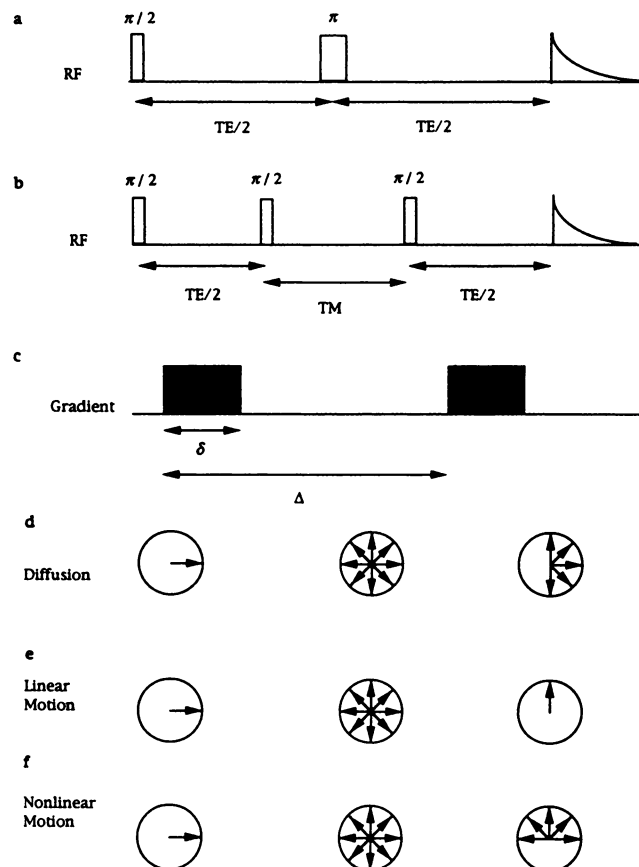 a
π / 2 π
RF
TE/2 TE/2
b
π / 2 π / 2 π / 2
RF
TE/2 TE/2
TM
c
Gradient
δ
Δ
d
Diffusion
e
Linear
Motion
f
Nonlinear
Motion